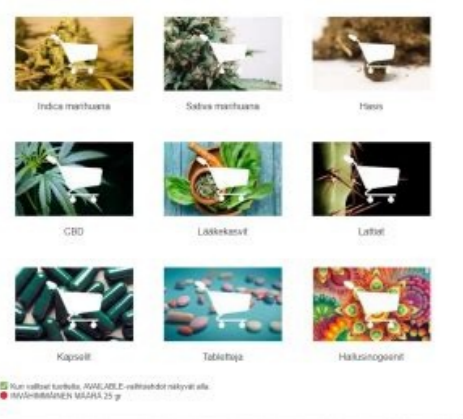 Indica marihuana
Sativa marihuana
Hasis
CBD
Lääkekasvit
Lattiat
Kapselit
Tabletteja
Hallusinogeenit
Kun valitset tuotteita, AVAILABLE-vaihtoehdot näkyvät alla.
INVÄHIMMÄINEN MÄÄRÄ 25 gr